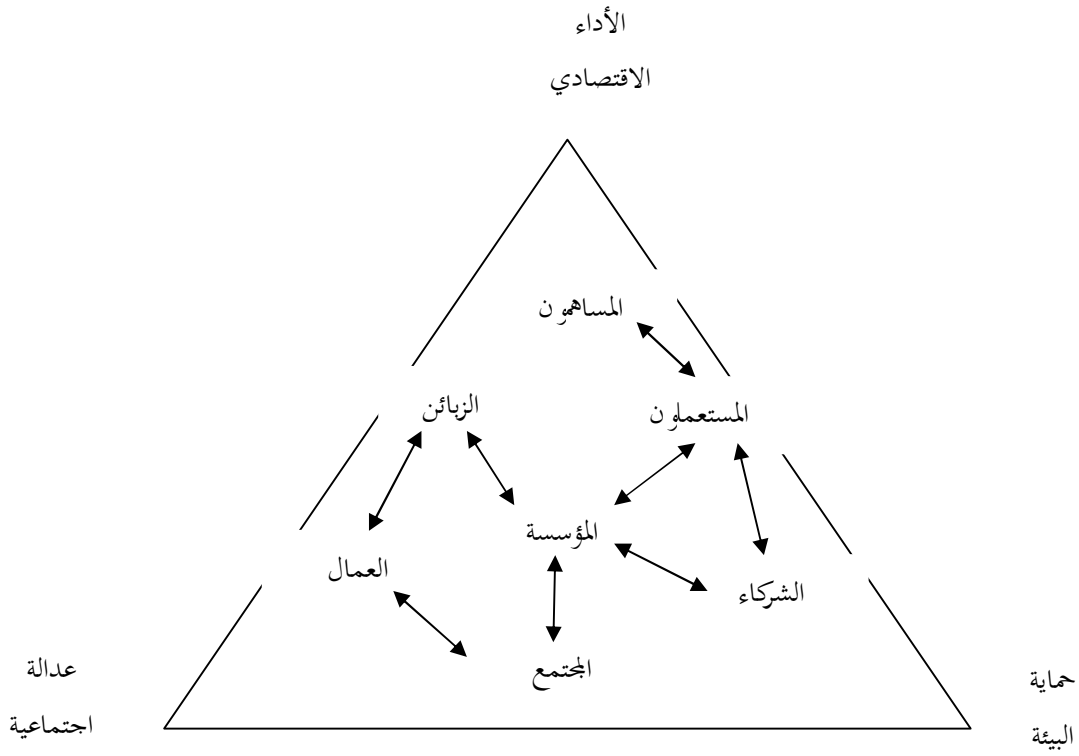 الأداء
الاقتصادي
المساهمون
الزبائن
المستعملون
المؤسسة
العمال
الشركاء
المجتمع
حماية
البيئة
عدالة
اجتماعية